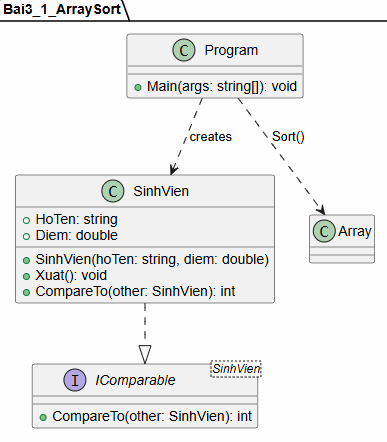 Bai3_1_ArraySort
C Program
Main(args: string[]): void
creates
Sort()
C SinhVien
HoTen: string
Diem: double
SinhVien(hoTen: string, diem: double)
Xuat(): void
CompareTo(other: SinhVien): int
C Array
SinhVien
I IComparable
CompareTo(other: SinhVien): int